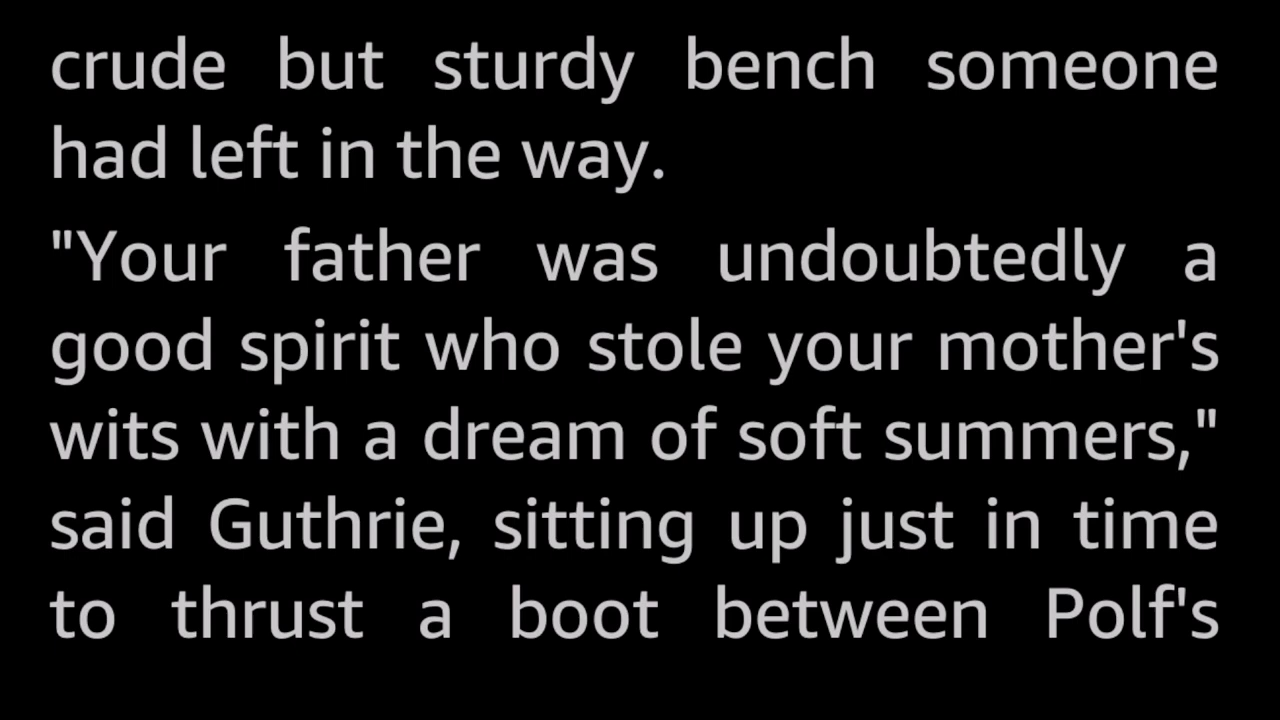 crude but sturdy bench someone
had left in the way.
"Your father was undoubtedly a
good spirit who stole your mother's
wits with a dream of soft summers,"
said Guthrie, sitting up just in time
to thrust a boot between Polf's